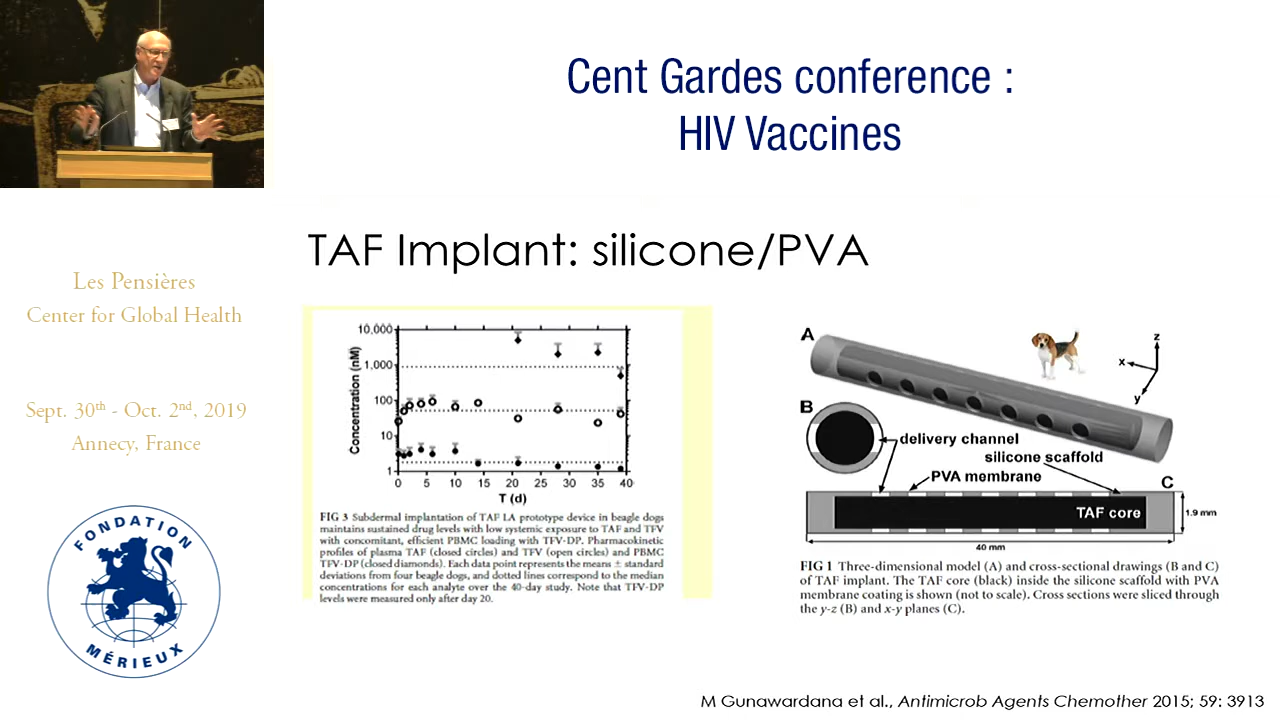 Cent Gardes conference :
HIV Vaccines
Les Pensières
Center for Global Health
Sept. 30th - Oct. 2nd, 2019
Annecy, France
FONDATION
MÉRIEUX
TAF Implant: silicone/PVA
10,000
1,000
100
10
1
Concentration (nM)
0 5 10 15 20 25 30 35 40
T (d)
FIG 3 Subdermal implantation of TAF LA prototype device in beagle dogs
maintains sustained drug levels with low systemic exposure to TAF and TFV
with concomitant, efficient PBMC loading with TFV-DP. Pharmacokinetic
profiles of plasma TAF (closed circles) and TFV (open circles) and PBMC
TFV-DP (closed diamonds). Each data point represents the means ± standard
deviations from four beagle dogs, and dotted lines correspond to the median
concentrations for each analyte over the 40-day study. Note that TFV-DP
levels were measured only after day 20.
A
z
x
y
B
delivery channel
silicone scaffold
PVA membrane
C
TAF core
1.9 mm
40 mm
FIG 1 Three-dimensional model (A) and cross-sectional drawings (B and C)
of TAF implant. The TAF core (black) inside the silicone scaffold with PVA
membrane coating is shown (not to scale). Cross sections were sliced through
the y-z (B) and x-y planes (C).
M Gunawardana et al., Antimicrob Agents Chemother 2015; 59: 3913